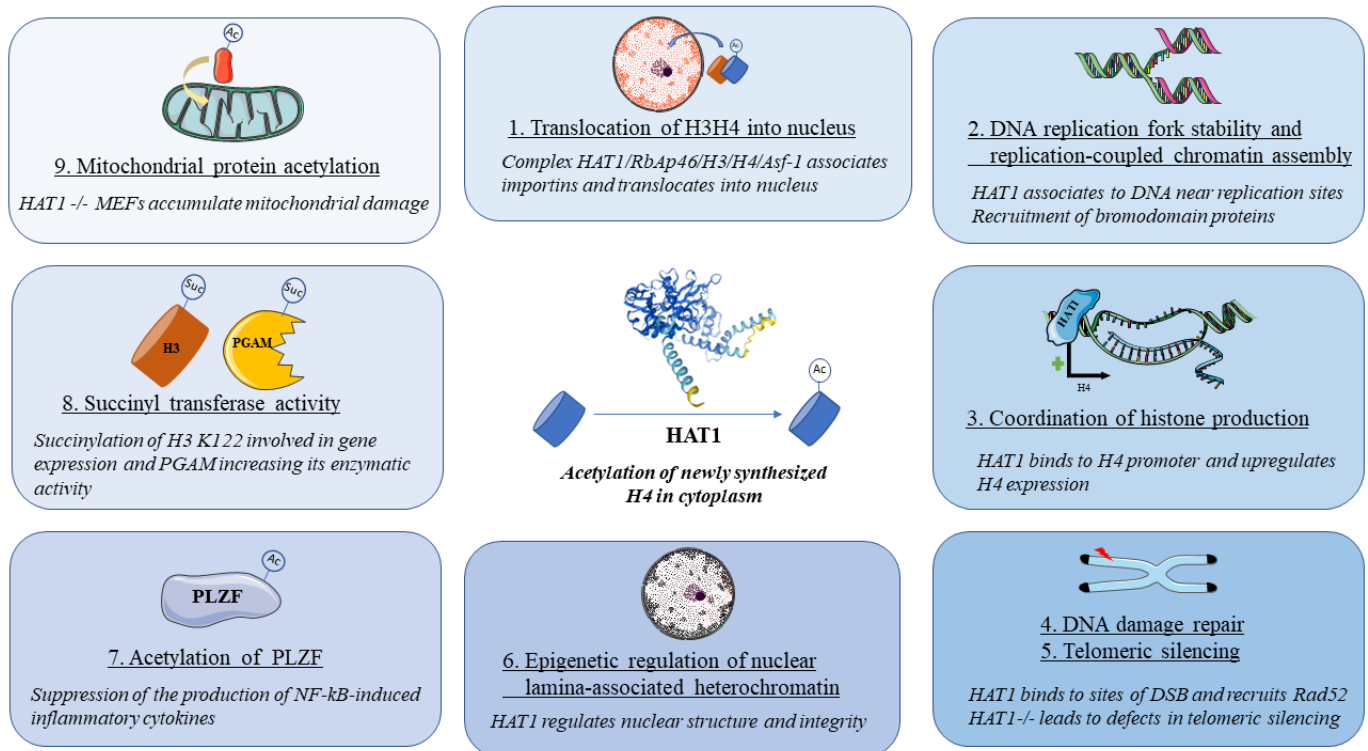 Ac
1. Translocation of H3H4 into nucleus
Complex HAT1/RbAp46/H3/H4/Asf-1 associates
importins and translocates into nucleus
2. DNA replication fork stability and
replication-coupled chromatin assembly
HAT1 associates to DNA near replication sites
Recruitment of bromodomain proteins
HAT1
H4
3. Coordination of histone production
HAT1 binds to H4 promoter and upregulates
H4 expression
4. DNA damage repair
5. Telomeric silencing
HAT1 binds to sites of DSB and recruits Rad52
HAT1-/- leads to defects in telomeric silencing
6. Epigenetic regulation of nuclear
lamina-associated heterochromatin
HAT1 regulates nuclear structure and integrity
Ac
PLZF
7. Acetylation of PLZF
Suppression of the production of NF-kB-induced
inflammatory cytokines
Suc
Suc
H3
PGAM
8. Succinyl transferase activity
Succinylation of H3 K122 involved in gene
expression and PGAM increasing its enzymatic
activity
Ac
9. Mitochondrial protein acetylation
HAT1 -/- MEFs accumulate mitochondrial damage
Ac
HAT1
Acetylation of newly synthesized
H4 in cytoplasm